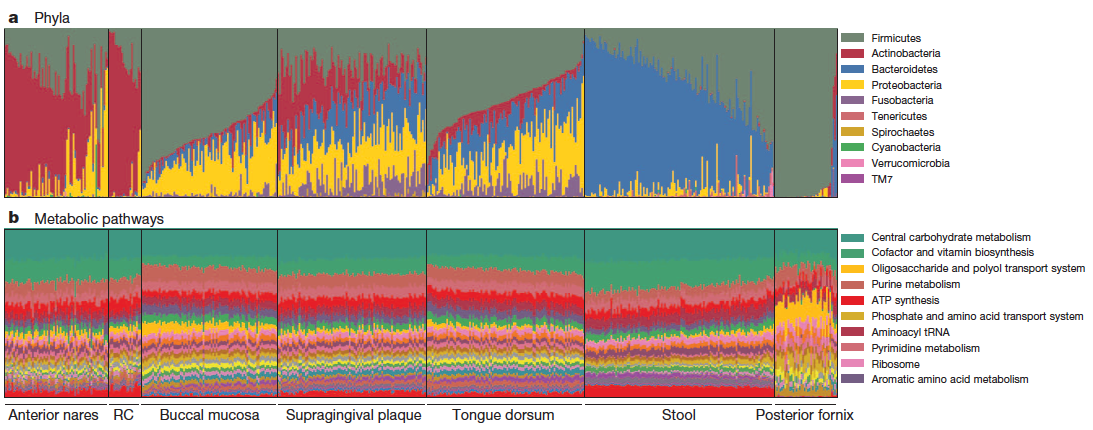 a Phyla
Firmicutes
Actinobacteria
Bacteroidetes
Proteobacteria
Fusobacteria
Tenericutes
Spirochaetes
Cyanobacteria
Verrucomicrobia
TM7
b Metabolic pathways
Central carbohydrate metabolism
Cofactor and vitamin biosynthesis
Oligosaccharide and polyol transport system
Purine metabolism
ATP synthesis
Phosphate and amino acid transport system
Aminoacyl tRNA
Pyrimidine metabolism
Ribosome
Aromatic amino acid metabolism
Anterior nares RC Buccal mucosa Supragingival plaque Tongue dorsum Stool Posterior fornix